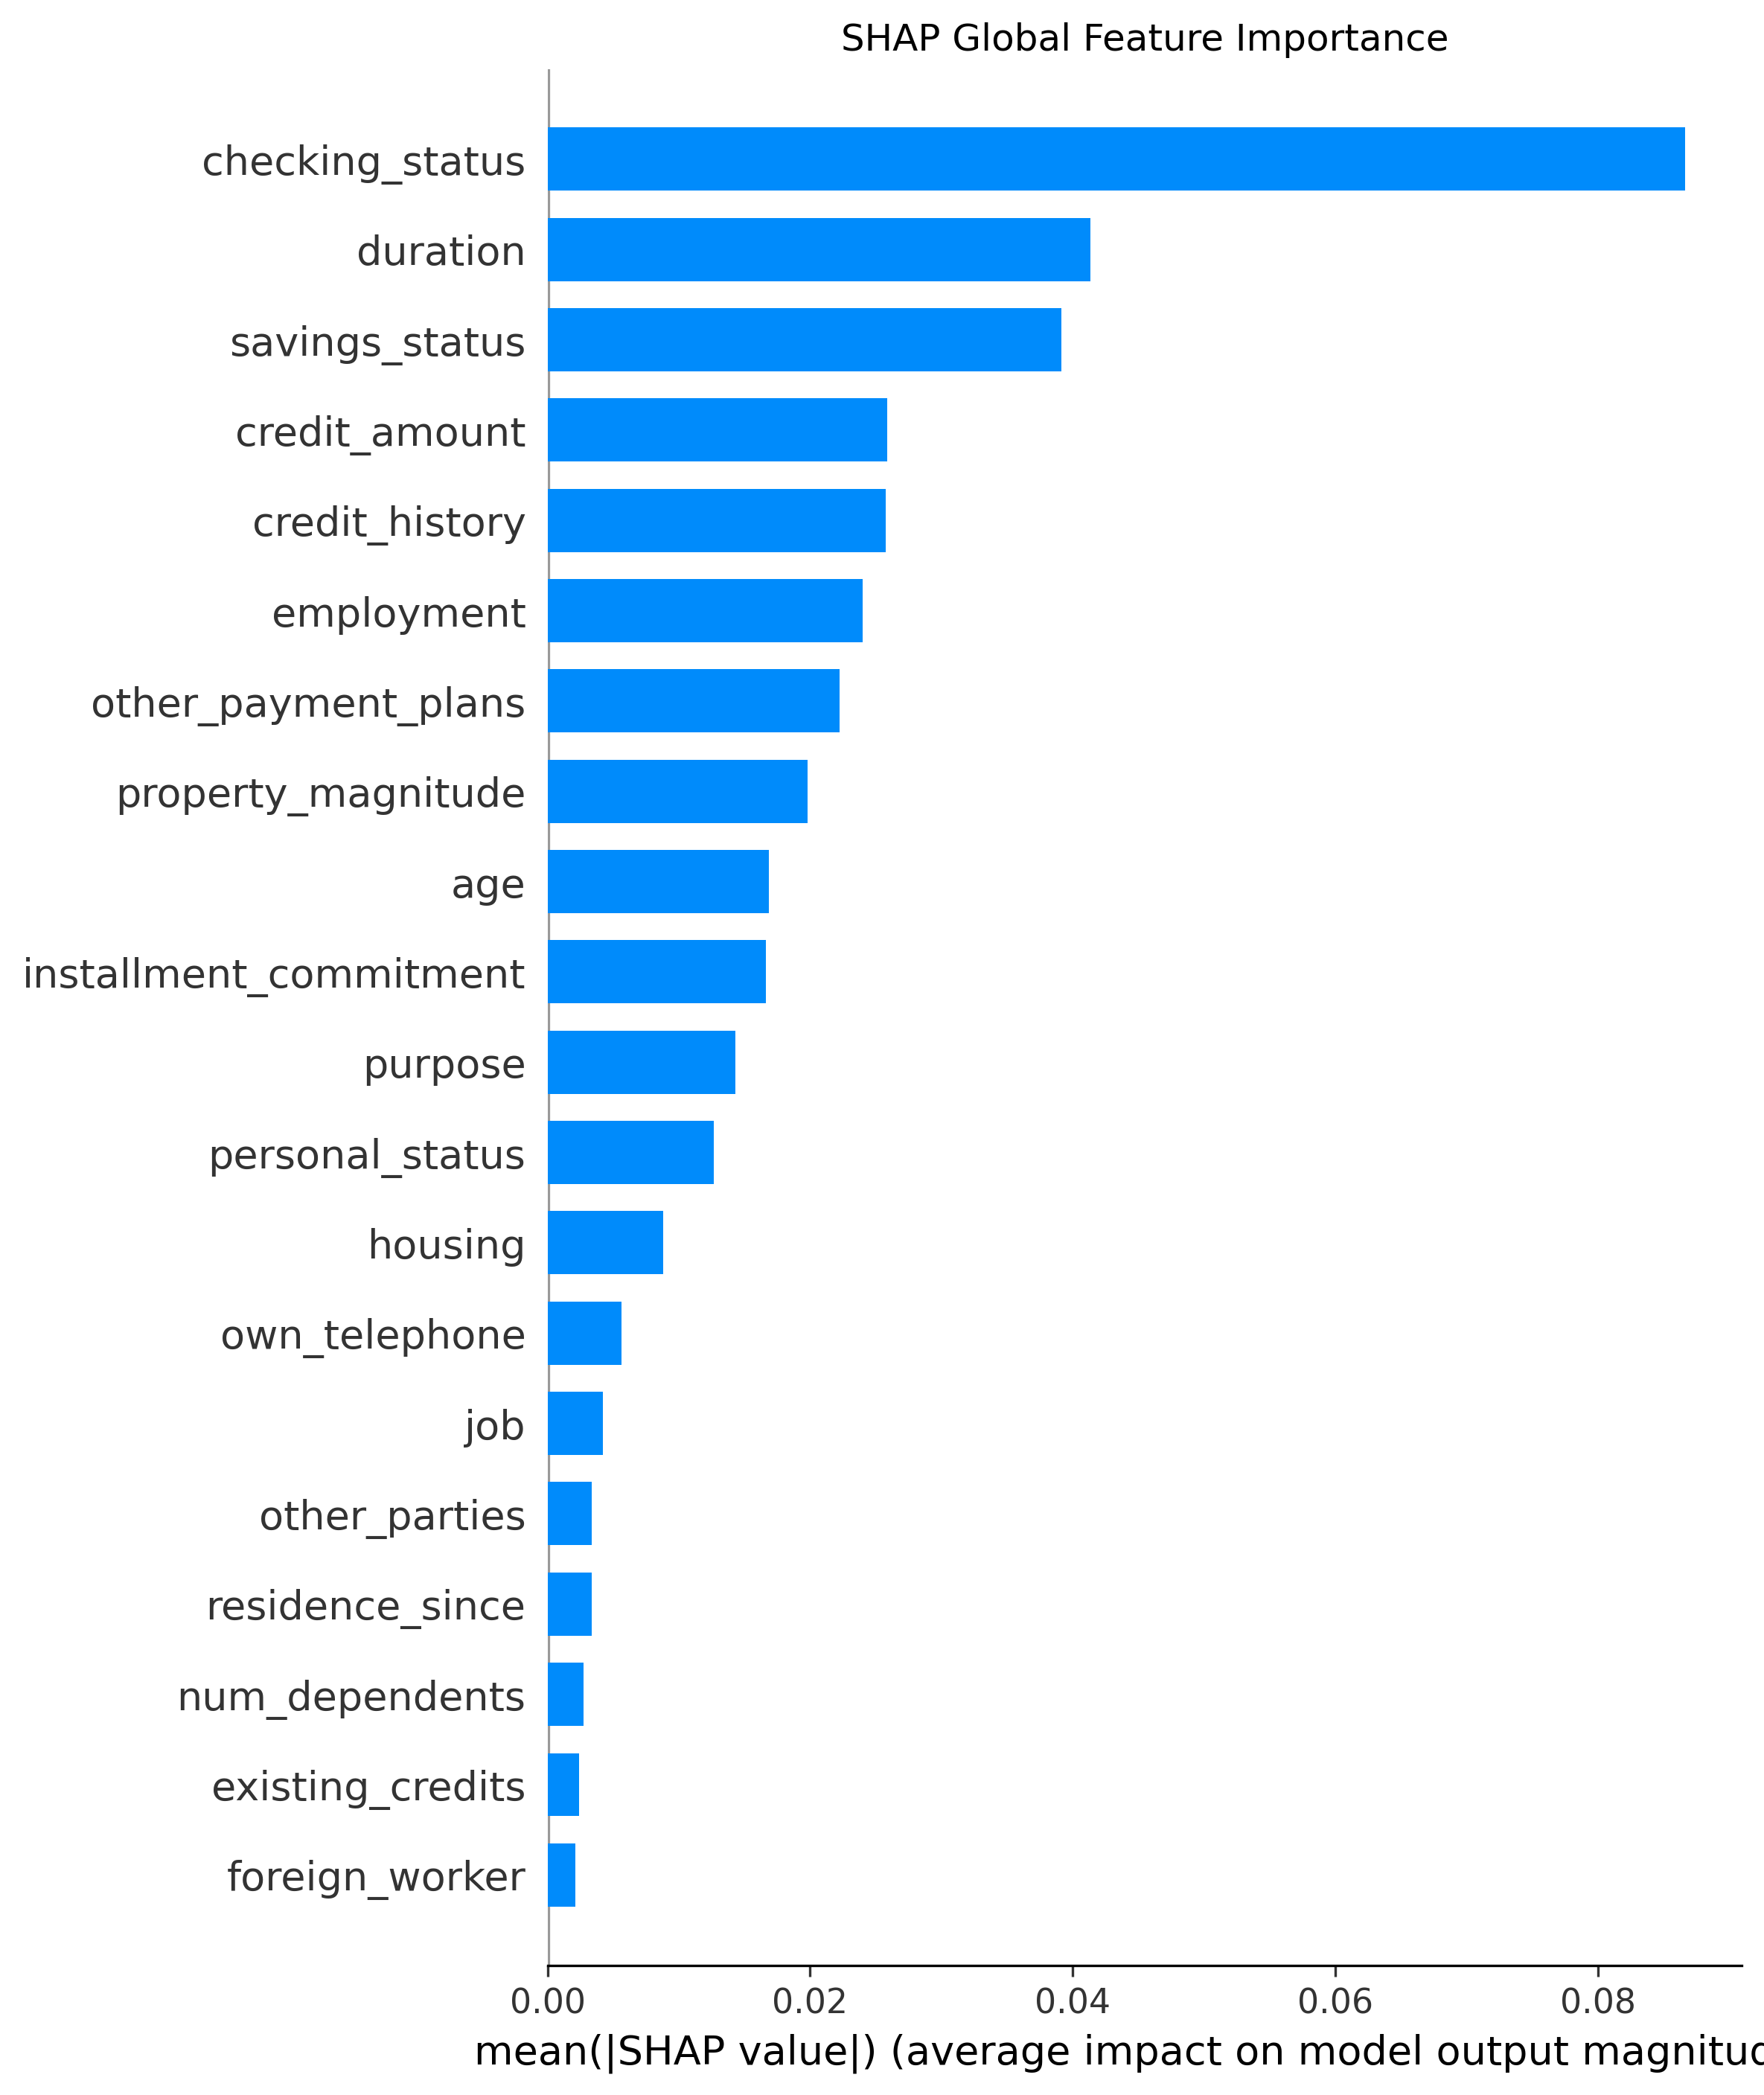 SHAP Global Feature Importance
checking_status
duration
savings_status
credit_amount
credit_history
employment
other_payment_plans
property_magnitude
age
installment_commitment
purpose
personal_status
housing
own_telephone
job
other_parties
residence_since
num_dependents
existing_credits
foreign_worker
0.00 0.02 0.04 0.06 0.08
mean(|SHAP value|) (average impact on model output magnitud